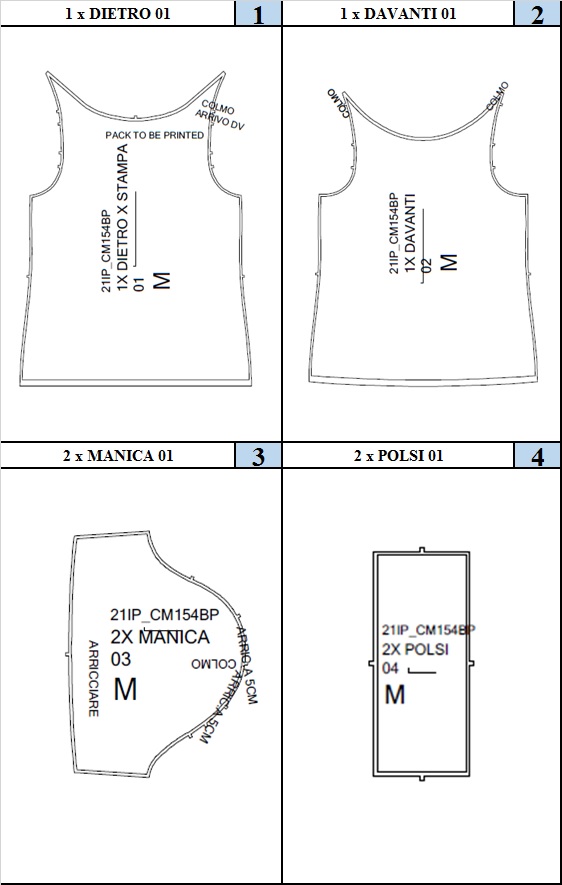 1 x DIETRO 01
1
1 x DAVANTI 01
2
COLMO
ARRIVO DV
PACK TO BE PRINTED
21IP_CM154BP
1X DIETRO X STAMPA
01
M
COLMO
COLMO
21IP_CM154BP
1X DAVANTI
02
M
2 x MANICA 01
3
2 x POLSI 01
4
21IP_CM154BP
2X MANICA
03
M
ARRICCIARE
COLMO
ARRIC.A 5CM
ARRIC.A 5CM
21IP_CM154BP
2X POLSI
04
M